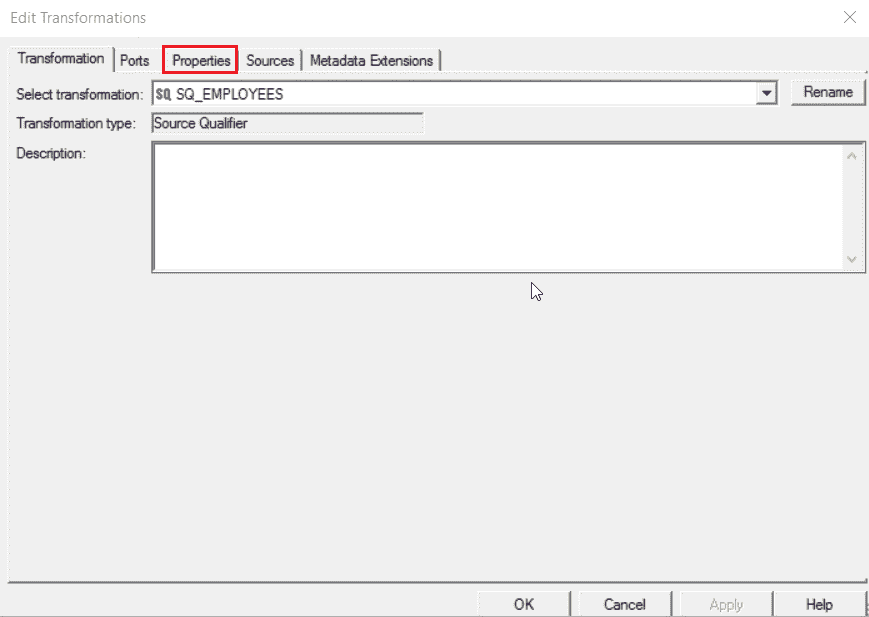 Edit Transformations
Transformation Ports Properties Sources Metadata Extensions
Select transformation: SQ SQ_EMPLOYEES Rename
Transformation type: Source Qualifier
Description:
OK Cancel Apply Help